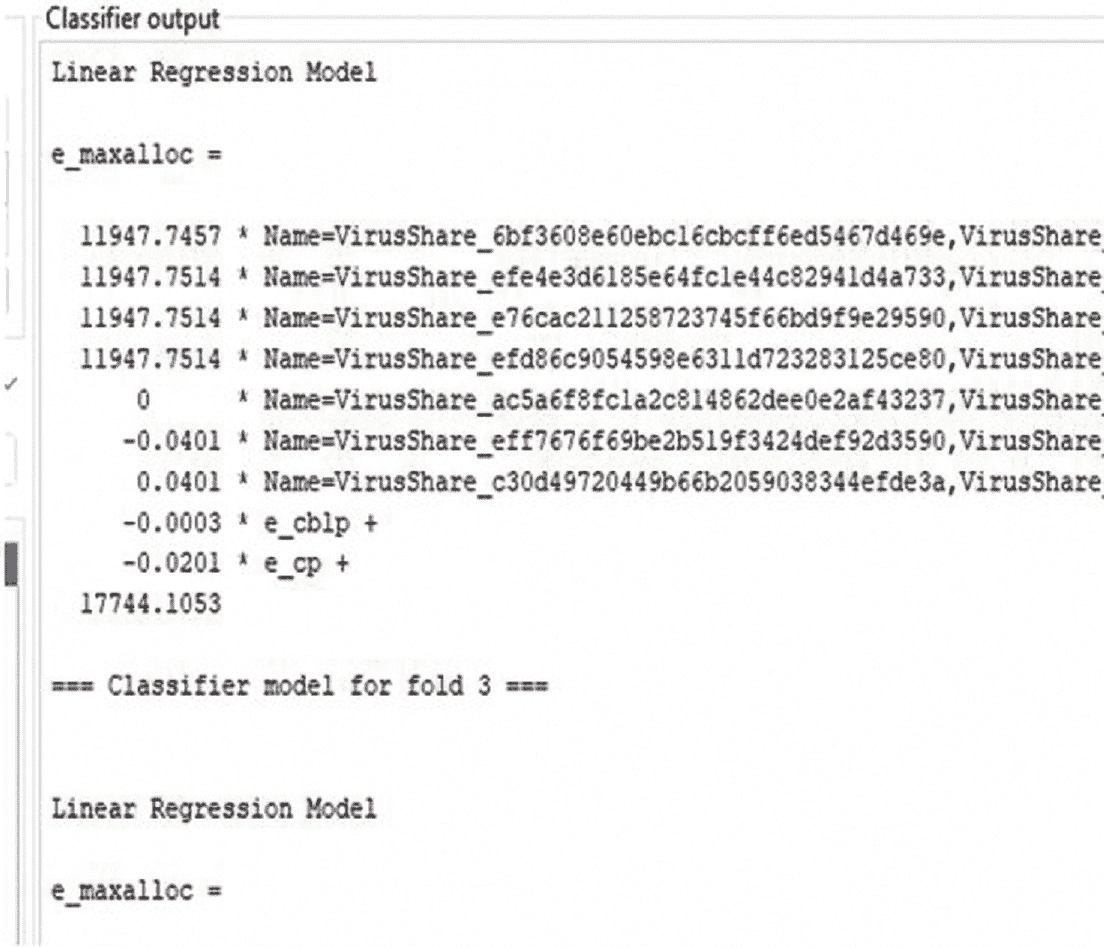 Classifier output
Linear Regression Model
e_maxalloc =
11947.7457 * Name=VirusShare_6bf3608e60ebc16cbcff6ed5467d469e,VirusShare_
11947.7514 * Name=VirusShare_efe4e3d6185e64fc1e44c82941d4a733,VirusShare_
11947.7514 * Name=VirusShare_e76cac211258723745f66bd9f9e29590,VirusShare_
11947.7514 * Name=VirusShare_efd86c9054598e6311d723283125ce80,VirusShare_
0 * Name=VirusShare_ac5a6f8fc1a2c814862dee0e2af43237,VirusShare_
-0.0401 * Name=VirusShare_eff7676f69be2b519f3424def92d3590,VirusShare_
0.0401 * Name=VirusShare_c30d49720449b66b2059038344efde3a,VirusShare_
-0.0003 * e_cblp +
-0.0201 * e_cp +
17744.1053
=== Classifier model for fold 3 ===
Linear Regression Model
e_maxalloc =